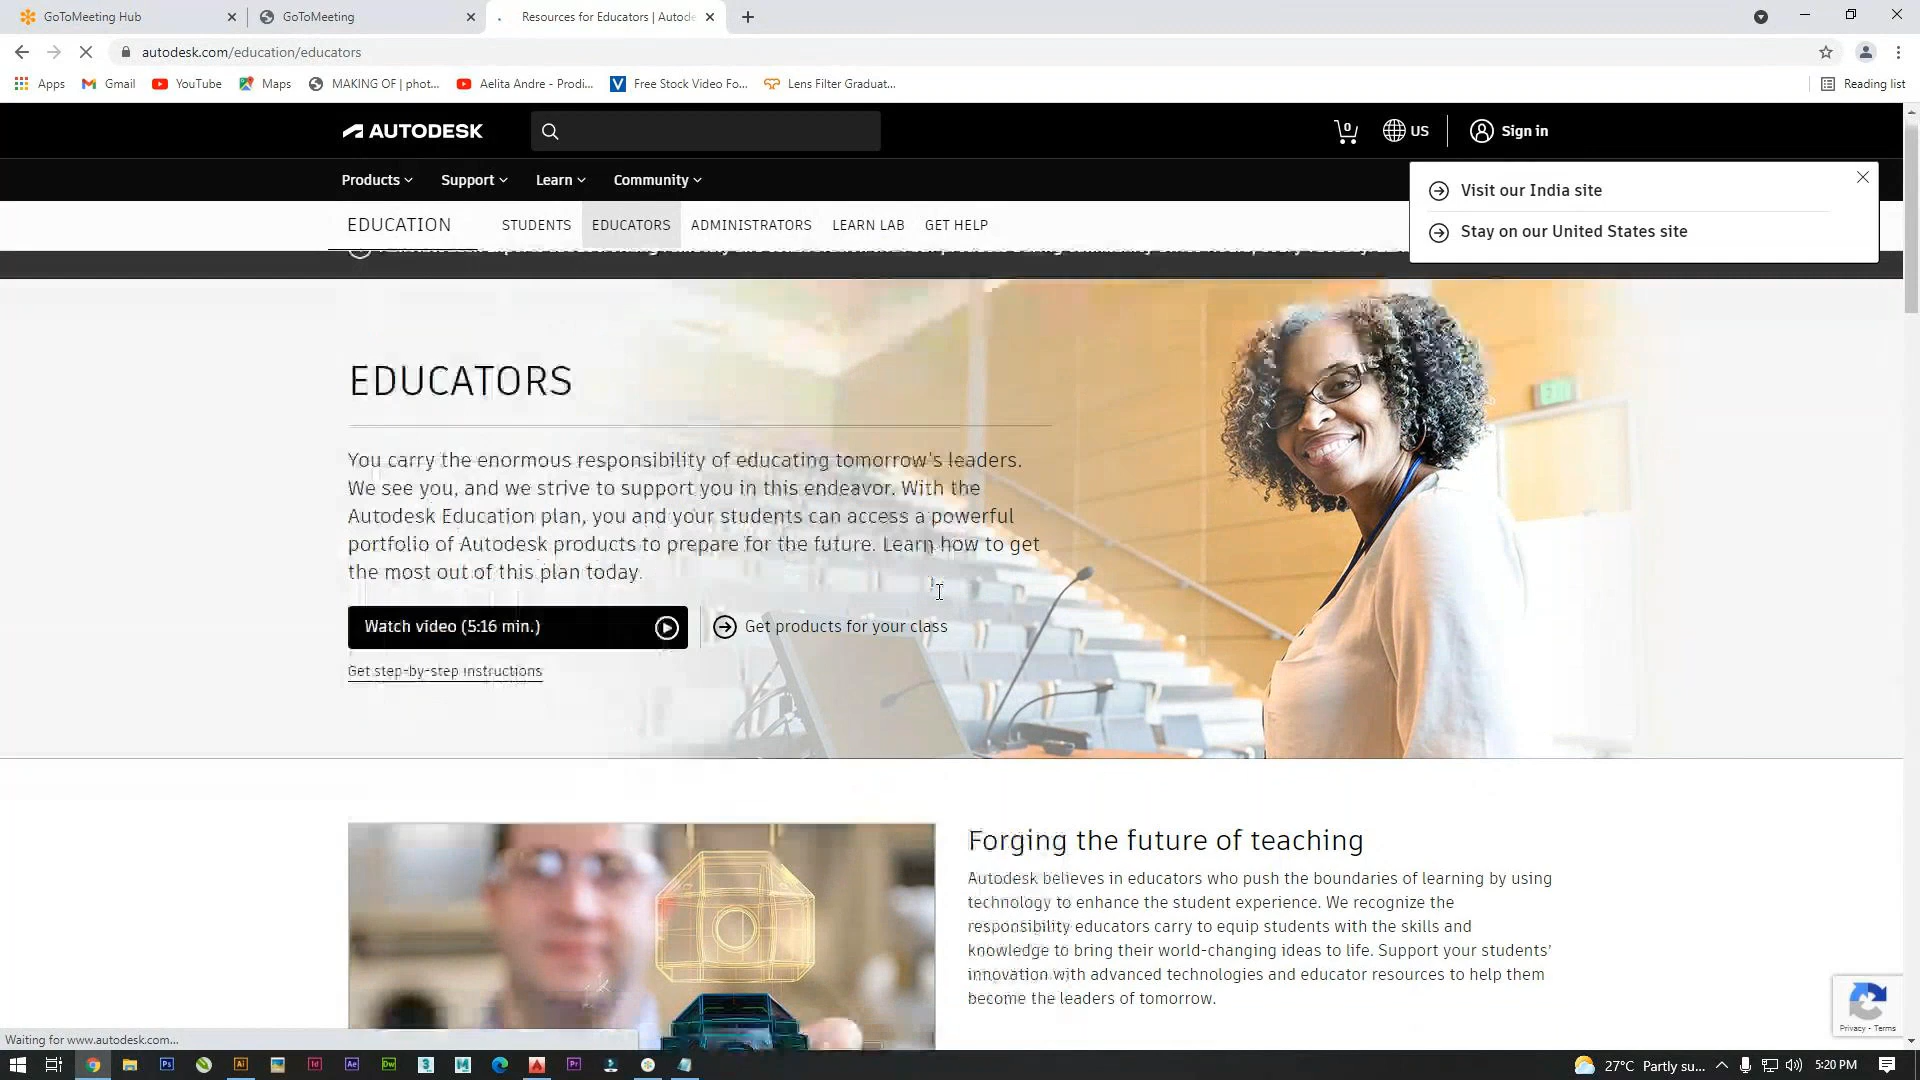 GoToMeeting Hub
GoToMeeting
Resources for Educators | Autode
autodesk.com/education/educators
Apps
Gmail
YouTube
Maps
MAKING OF | phot...
Aelita Andre - Prodi...
Free Stock Video Fo...
Lens Filter Graduat...
Reading list
AUTODESK
0
US
Sign in
Products
Support
Learn
Community
Visit our India site
Stay on our United States site
EDUCATION
STUDENTS
EDUCATORS
ADMINISTRATORS
LEARN LAB
GET HELP
EDUCATORS
You carry the enormous responsibility of educating tomorrow's leaders.
We see you, and we strive to support you in this endeavor. With the
Autodesk Education plan, you and your students can access a powerful
portfolio of Autodesk products to prepare for the future. Learn how to get
the most out of this plan today.
Watch video (5:16 min.)
Get products for your class
Get step-by-step instructions
Forging the future of teaching
Autodesk believes in educators who push the boundaries of learning by using
technology to enhance the student experience. We recognize the
responsibility educators carry to equip students with the skills and
knowledge to bring their world-changing ideas to life. Support your students'
innovation with advanced technologies and educator resources to help them
become the leaders of tomorrow.
Privacy - Terms
Waiting for www.autodesk.com...
Ps
Ai
Id
Ae
Dw
3
M
Pr
27°C Partly su...
5:20 PM